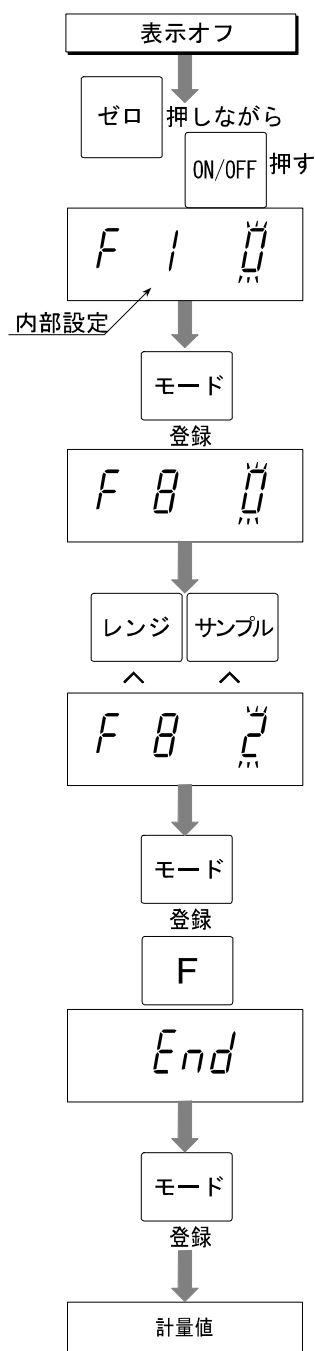 表示オフ
ゼロ 押しながら
ON/OFF 押す
F 1 0
内部設定
モード
登録
F 8 0
レンジ サンプル
^ ^
F 8 2
モード
登録
F
End
モード
登録
計量値